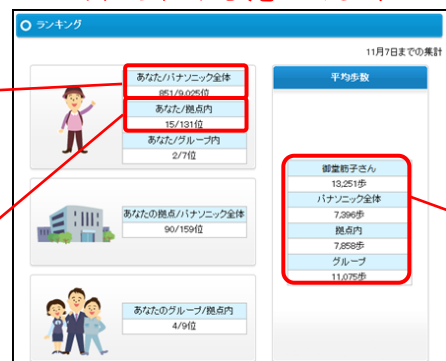 ランキング
11月7日までの集計
あなた/パナソニック全体
851/9,025位
あなた/拠点内
15/131位
あなた/グループ内
2/7位
あなたの拠点/パナソニック全体
90/159位
あなたのグループ/拠点内
4/9位
平均歩数
御堂筋子さん
13,251歩
パナソニック全体
7,396歩
拠点内
7,858歩
グループ
11,075歩